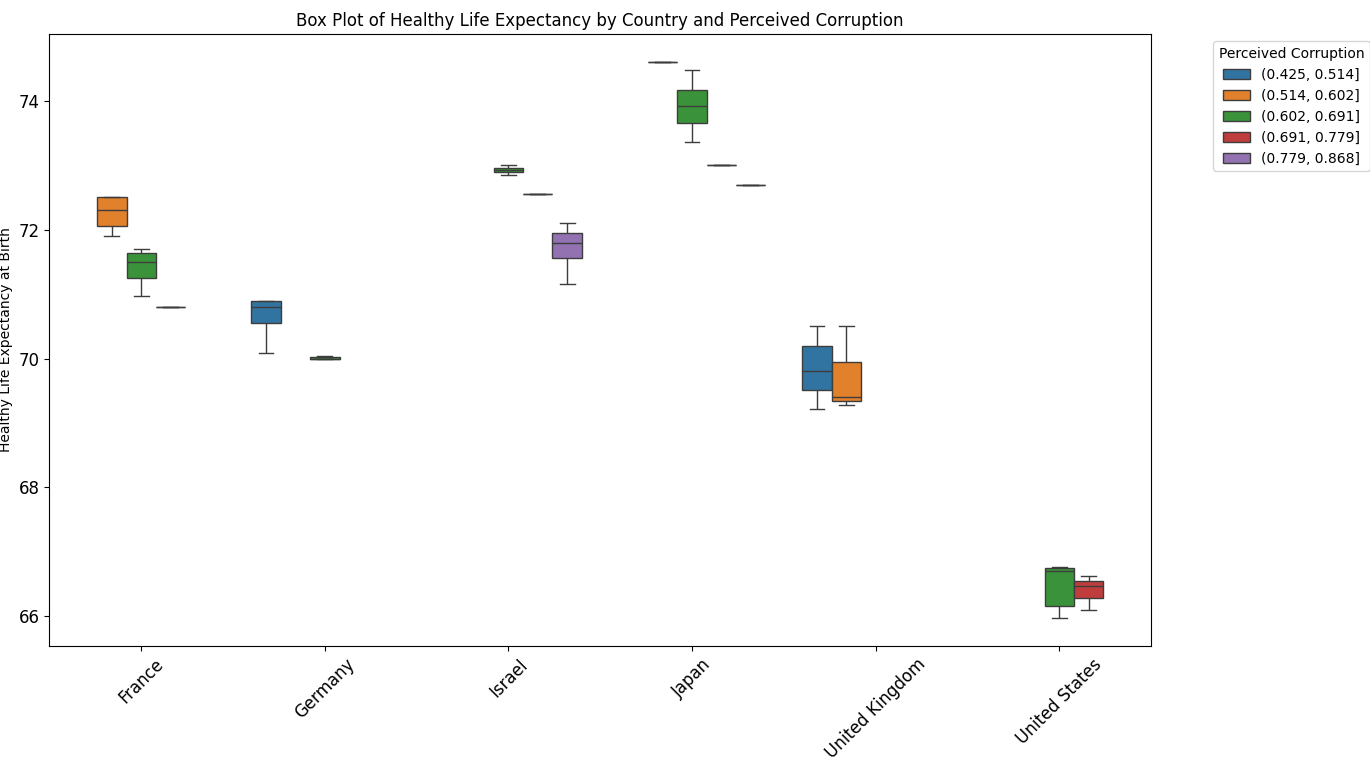 Box Plot of Healthy Life Expectancy by Country and Perceived Corruption
Healthy Life Expectancy at Birth
74
72
70
68
66
France
Germany
Israel
Japan
United Kingdom
United States
Perceived Corruption
(0.425, 0.514]
(0.514, 0.602]
(0.602, 0.691]
(0.691, 0.779]
(0.779, 0.868]